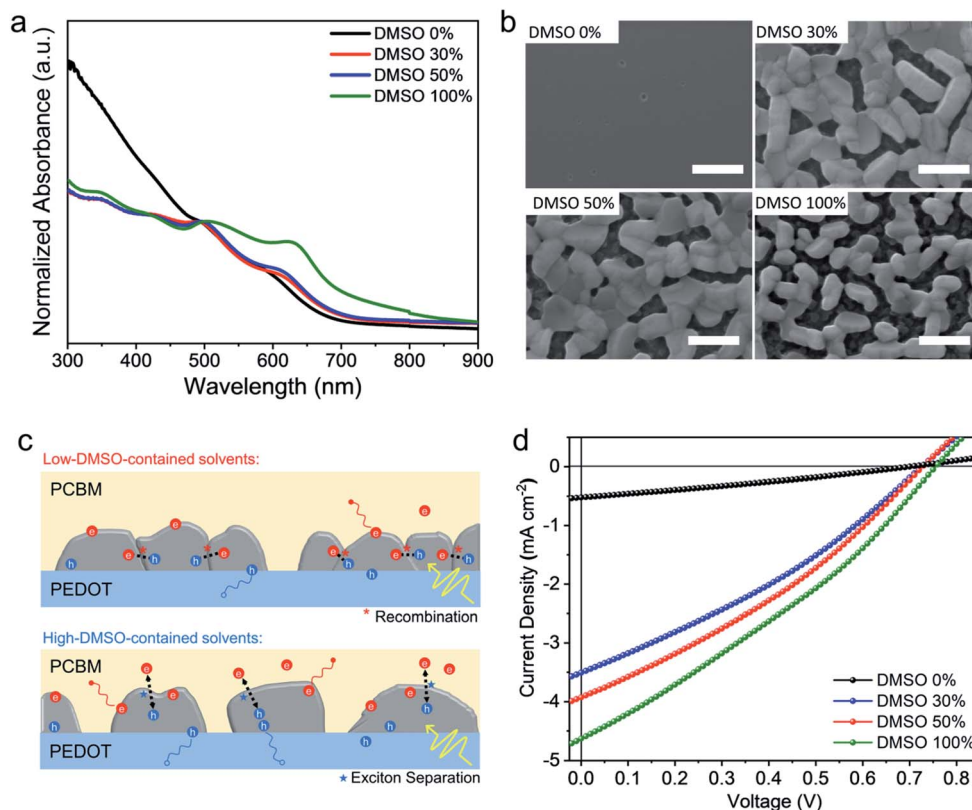 a
Normalized Absorbance (a.u.)
DMSO 0%
DMSO 30%
DMSO 50%
DMSO 100%
300 400 500 600 700 800 900
Wavelength (nm)
b
DMSO 0%
DMSO 30%
DMSO 50%
DMSO 100%
c
Low-DMSO-contained solvents:
PCBM
e e e e
e h h e e h e h e h
h h h
PEDOT
* Recombination
High-DMSO-contained solvents:
PCBM
e e e e
e e e e
h h h h h
h h
PEDOT
★ Exciton Separation
d
Current Density (mA cm⁻²)
0
-1
-2
-3
-4
-5
DMSO 0%
DMSO 30%
DMSO 50%
DMSO 100%
0.0 0.1 0.2 0.3 0.4 0.5 0.6 0.7 0.8
Voltage (V)